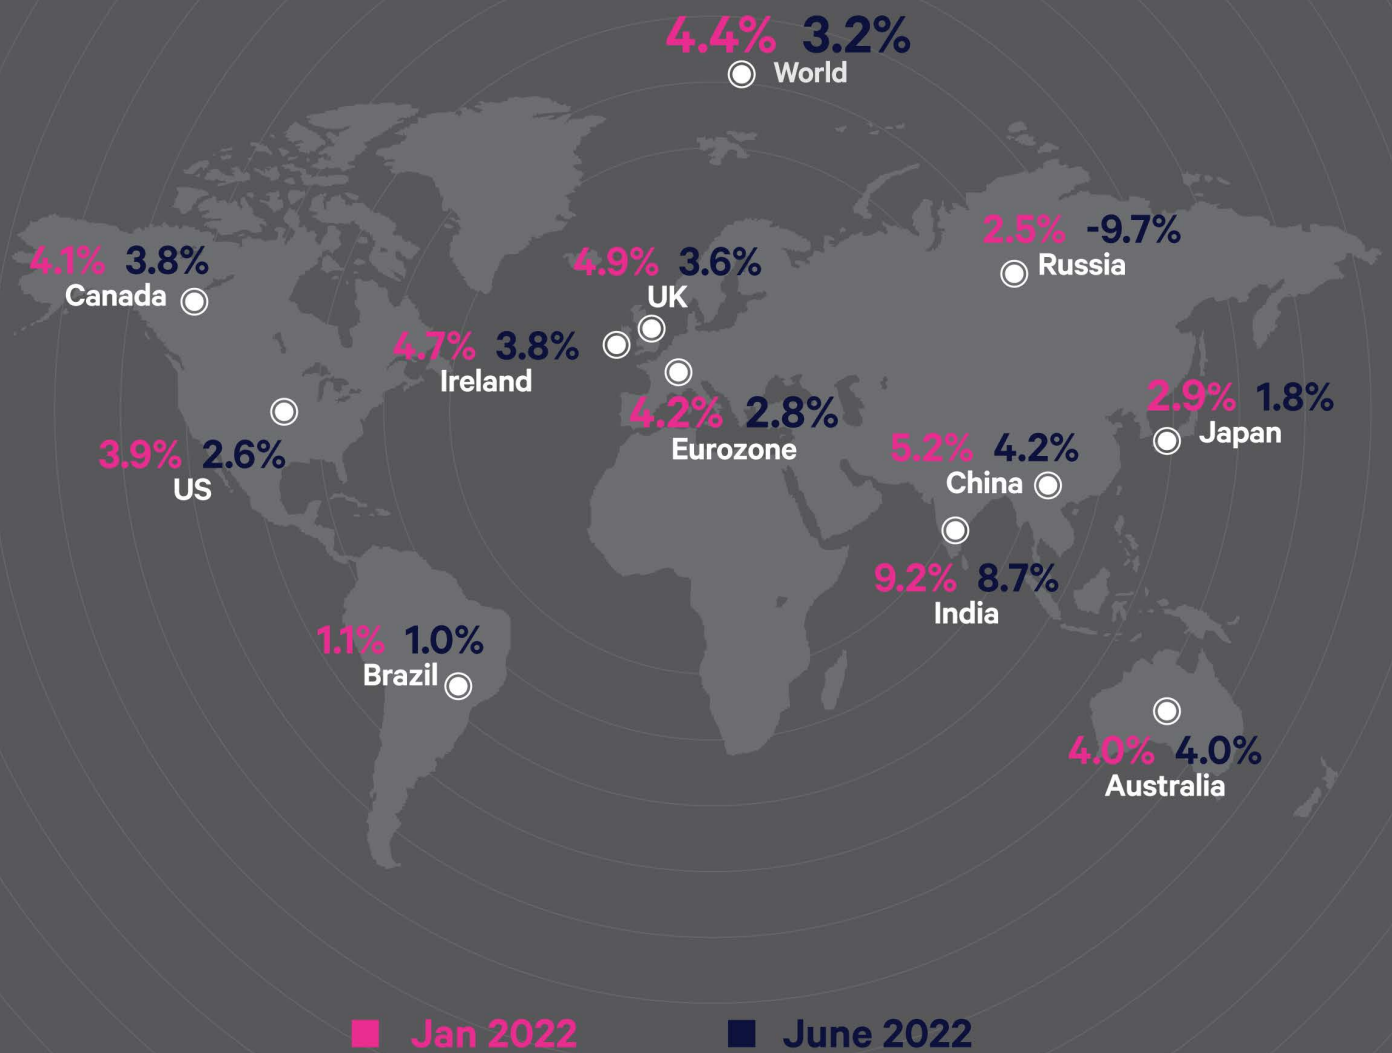 4.4% 3.2%
World
2.5% -9.7%
Russia
4.1% 3.8%
Canada
4.9% 3.6%
UK
4.7% 3.8%
Ireland
4.2% 2.8%
Eurozone
2.9% 1.8%
Japan
3.9% 2.6%
US
5.2% 4.2%
China
9.2% 8.7%
India
1.1% 1.0%
Brazil
4.0% 4.0%
Australia
Jan 2022 June 2022